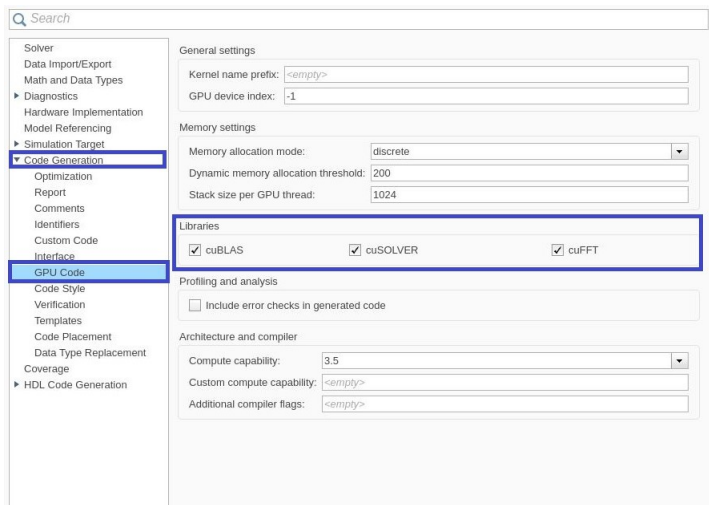 Search
Solver
Data Import/Export
Math and Data Types
Diagnostics
Hardware Implementation
Model Referencing
Simulation Target
Code Generation
Optimization
Report
Comments
Identifiers
Custom Code
Interface
GPU Code
Code Style
Verification
Templates
Code Placement
Data Type Replacement
Coverage
HDL Code Generation
General settings
Kernel name prefix: <empty>
GPU device index: -1
Memory settings
Memory allocation mode: discrete
Dynamic memory allocation threshold: 200
Stack size per GPU thread: 1024
Libraries
cuBLAS cuSOLVER cuFFT
Profiling and analysis
Include error checks in generated code
Architecture and compiler
Compute capability: 3.5
Custom compute capability: <empty>
Additional compiler flags: <empty>